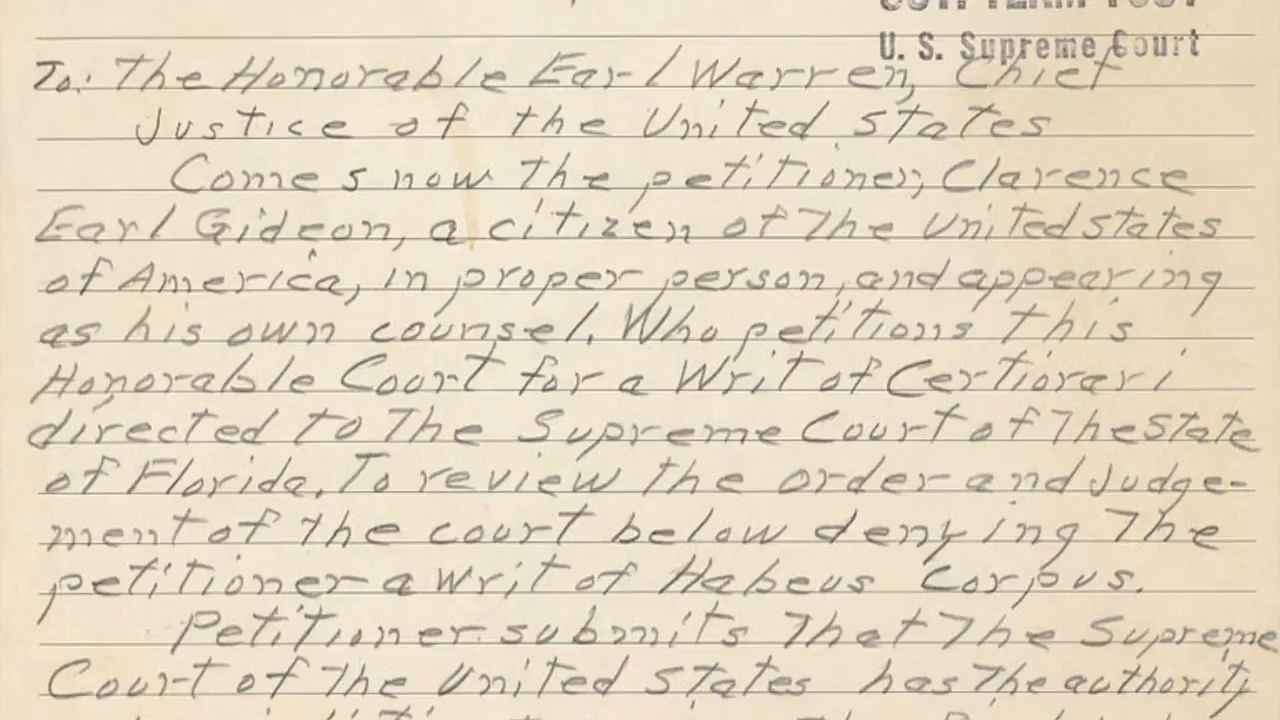 U. S. Supreme Court
To: The Honorable Earl Warren, Chief
Justice of the United States
Comes now the petitioner, Clarence
Earl Gideon, a citizen of The United states
of America, in proper person, and appearing
as his own counsel. Who petitions this
Honorable Court for a Writ of Certiorari
directed to The Supreme Court of The State
of Florida. To review the order and Judge-
ment of the court below denying The
petitioner a writ of Habeus Corpus.
Petitioner submits That The Supreme
Court of The United States has The authority